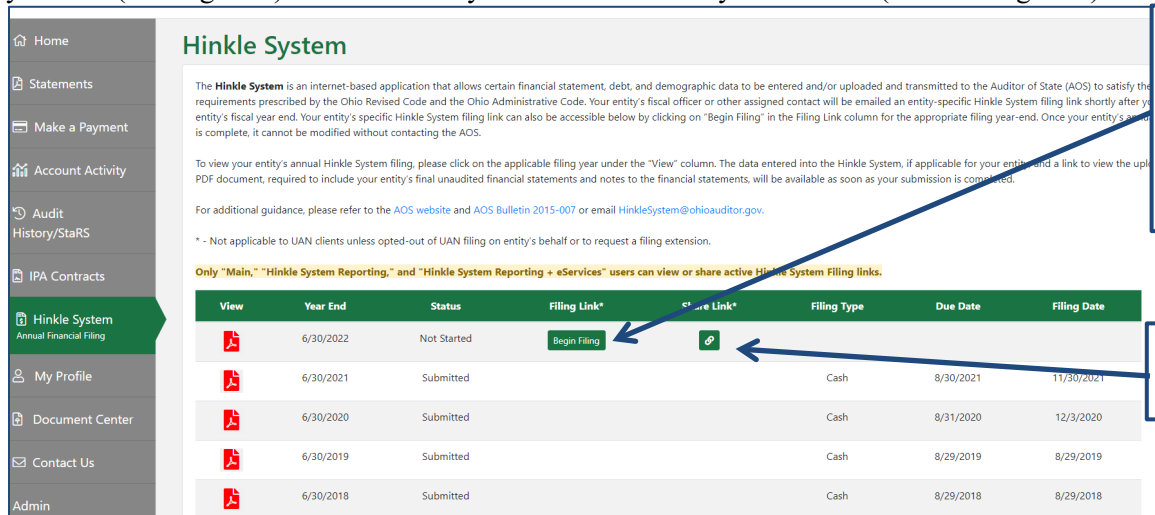 Home
Statements
Make a Payment
Account Activity
Audit
History/StaRS
IPA Contracts
Hinkle System
Annual Financial Filing
My Profile
Document Center
Contact Us
Admin
Hinkle System
The Hinkle System is an internet-based application that allows certain financial statement, debt, and demographic data to be entered and/or uploaded and transmitted to the Auditor of State (AOS) to satisfy the
requirements prescribed by the Ohio Revised Code and the Ohio Administrative Code. Your entity's fiscal officer or other assigned contact will be emailed an entity-specific Hinkle System filing link shortly after
entity's fiscal year end. Your entity's specific Hinkle System filing link can also be accessible below by clicking on "Begin Filing" in the Filing Link column for the appropriate filing year-end. Once your entity's
is complete, it cannot be modified without contacting the AOS.
To view your entity's annual Hinkle System filing, please click on the applicable filing year under the "View" column. The data entered into the Hinkle System, if applicable for your entity, and a link to view the
PDF document, required to include your entity's final unaudited financial statements and notes to the financial statements, will be available as soon as your submission is completed.
For additional guidance, please refer to the AOS website and AOS Bulletin 2015-007 or email HinkleSystem@ohioauditor.gov.
* - Not applicable to UAN clients unless opted-out of UAN filing on entity's behalf or to request a filing extension.
Only "Main," "Hinkle System Reporting," and "Hinkle System Reporting + eServices" users can view or share active Hinkle System Filing links.
View Year End Status Filing Link* Share Link* Filing Type Due Date Filing Date
6/30/2022 Not Started Begin Filing
6/30/2021 Submitted Cash 8/30/2021 11/30/2021
6/30/2020 Submitted Cash 8/31/2020 12/3/2020
6/30/2019 Submitted Cash 8/29/2019 8/29/2019
6/30/2018 Submitted Cash 8/29/2018 8/29/2018